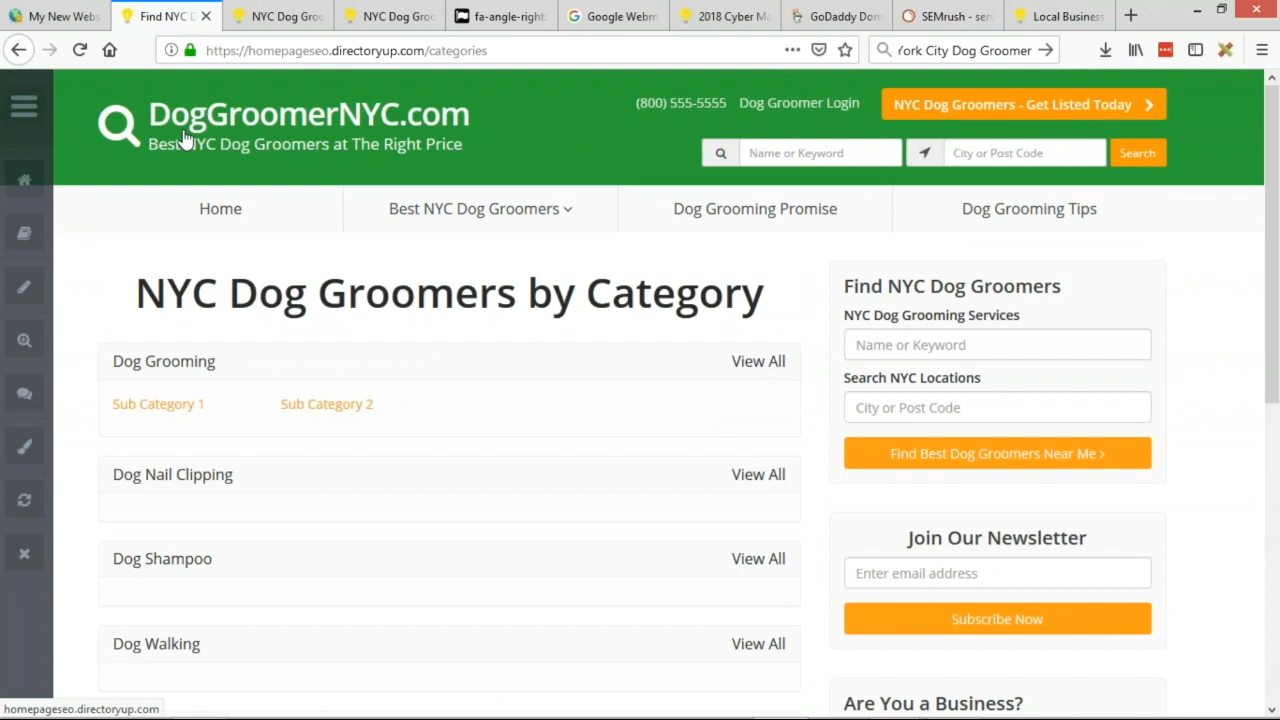 My New Webs
Find NYC D
NYC Dog Groo
NYC Dog Groo
fa-angle-right
Google Webm
2018 Cyber Mo
GoDaddy Dom
SEMrush - serv
Local Business
https://homepageseo.directoryup.com/categories
York City Dog Groomer
DogGroomerNYC.com
Best NYC Dog Groomers at The Right Price
(800) 555-5555
Dog Groomer Login
NYC Dog Groomers - Get Listed Today
Name or Keyword
City or Post Code
Search
Home
Best NYC Dog Groomers
Dog Grooming Promise
Dog Grooming Tips
NYC Dog Groomers by Category
Dog Grooming
View All
Sub Category 1
Sub Category 2
Dog Nail Clipping
View All
Dog Shampoo
View All
Dog Walking
View All
Find NYC Dog Groomers
NYC Dog Grooming Services
Name or Keyword
Search NYC Locations
City or Post Code
Find Best Dog Groomers Near Me ›
Join Our Newsletter
Enter email address
Subscribe Now
Are You a Business?
homepageseo.directoryup.com